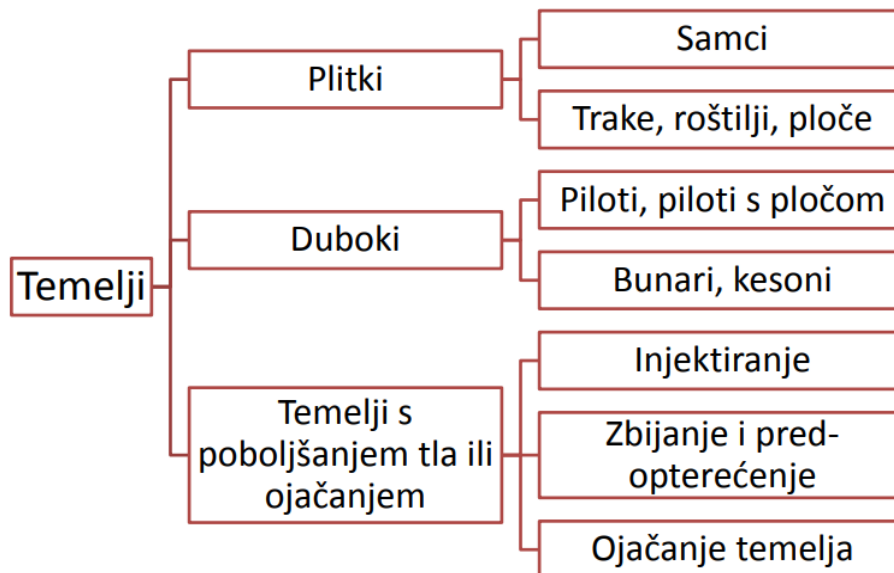 Temelji
Plitki
Samci
Trake, roštilji, ploče
Duboki
Piloti, piloti s pločom
Bunari, kesoni
Temelji s
poboljšanjem tla ili
ojačanjem
Injektiranje
Zbijanje i pred-
opterećenje
Ojačanje temelja